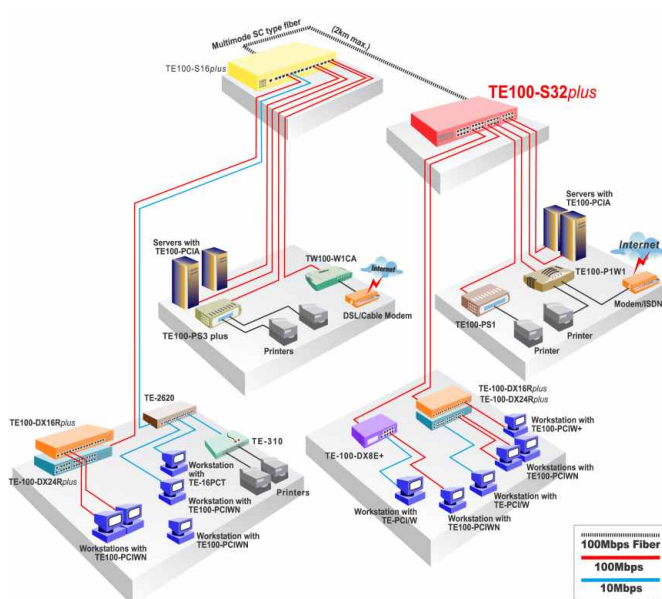 Multimode SC type fiber
(2km max.)
TE100-S16plus
TE100-S32plus
Servers with
TE100-PCIA
TW100-W1CA
Internet
DSL/Cable Modem
TE100-PS3 plus
Printers
Servers with
TE100-PCIA
Internet
TE100-P1W1
Modem/ISDN
TE100-PS1
Printer
Printer
TE-2620
TE100-DX16Rplus
TE-100-DX24Rplus
TE-310
Workstation
with
TE-16PCT
Printers
Workstation with
TE100-PCIWN
Workstations with
TE100-PCIWN
Workstation with
TE100-PCIWN
TE-100-DX16Rplus
TE-100-DX24Rplus
Workstation with
TE100-PCIW+
TE-100-DX8E+
Workstations with
TE100-PCIWN
Workstation with
TE-PCI/W
Workstation with
TE-PCI/W
Workstation with
TE100-PCIWN
100Mbps Fiber
100Mbps
10Mbps